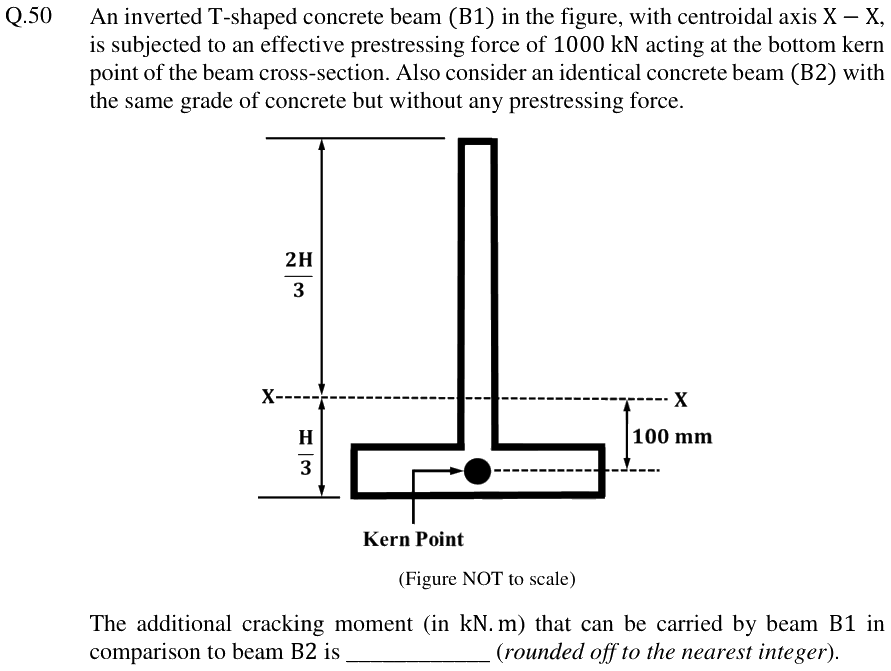 Q.50 An inverted T-shaped concrete beam (B1) in the figure, with centroidal axis X – X,
is subjected to an effective prestressing force of 1000 kN acting at the bottom kern
point of the beam cross-section. Also consider an identical concrete beam (B2) with
the same grade of concrete but without any prestressing force.
2H
3
X X
H
3
100 mm
Kern Point
(Figure NOT to scale)
The additional cracking moment (in kN. m) that can be carried by beam B1 in
comparison to beam B2 is ____________ (rounded off to the nearest integer).